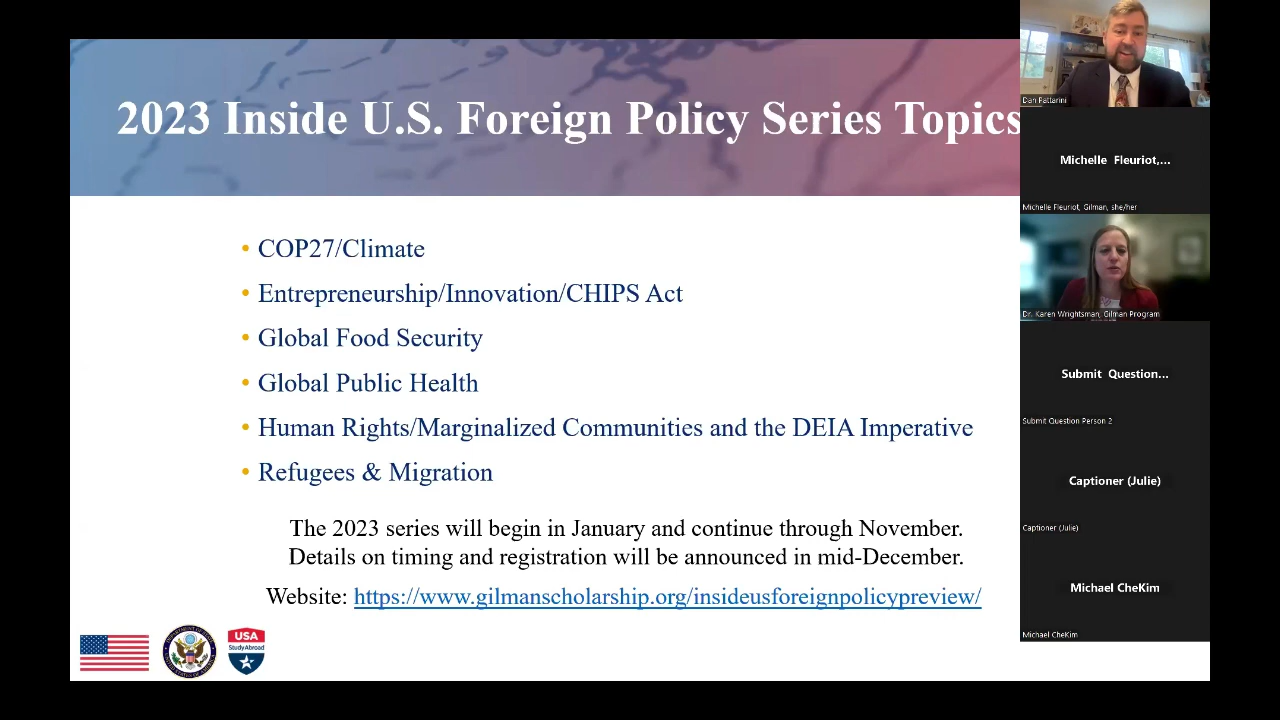 2023 Inside U.S. Foreign Policy Series Topics
• COP27/Climate
• Entrepreneurship/Innovation/CHIPS Act
• Global Food Security
• Global Public Health
• Human Rights/Marginalized Communities and the DEIA Imperative
• Refugees & Migration
The 2023 series will begin in January and continue through November.
Details on timing and registration will be announced in mid-December.
Website: https://www.gilmanscholarship.org/insideusforeignpolicypreview/
USA
Study Abroad
Dan Pattarini
Michelle Fleuriot,...
Michelle Fleuriot, Gilman, she/her
Dr. Karen Wrightsman, Gilman Program
Submit Question...
Submit Question Person 2
Captioner (Julie)
Captioner (Julie)
Michael CheKim
Michael CheKim